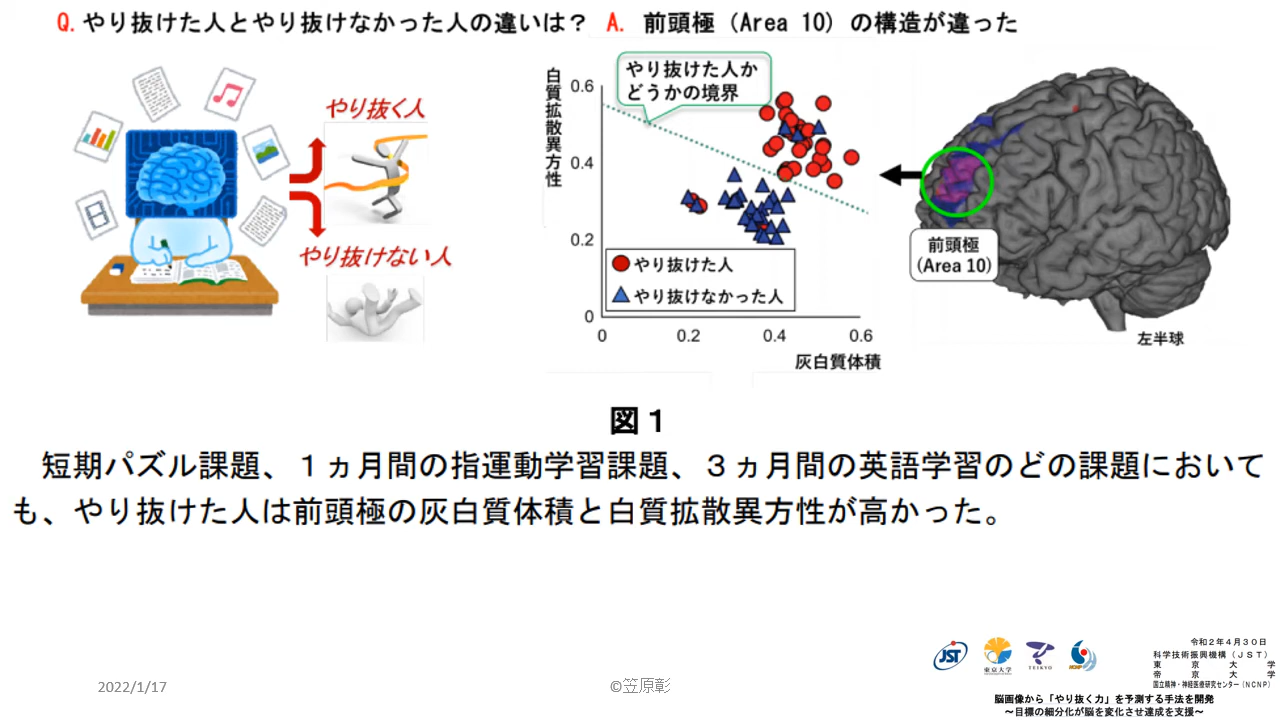 Q. やり抜けた人とやり抜けなかった人の違いは？ A. 前頭極（Area 10）の構造が違った
やり抜く人
やり抜けない人
白質拡散異方性
やり抜けた人か
どうかの境界
0.6
0.4
0.2
0
やり抜けた人
やり抜けなかった人
0 0.2 0.4 0.6
灰白質体積
前頭極
(Area 10)
左半球
図１
短期パズル課題、１ヵ月間の指運動学習課題、３ヵ月間の英語学習のどの課題において
も、やり抜けた人は前頭極の灰白質体積と白質拡散異方性が高かった。
JST
東京大学
TEIKYO
NCNP
令和２年４月３０日
科学技術振興機構（ＪＳＴ）
東京大学
帝京大学
国立精神・神経医療研究センター（ＮＣＮＰ）
脳画像から「やり抜く力」を予測する手法を開発
～目標の細分化が脳を変化させ達成を支援～
2022/1/17
©笠原彰